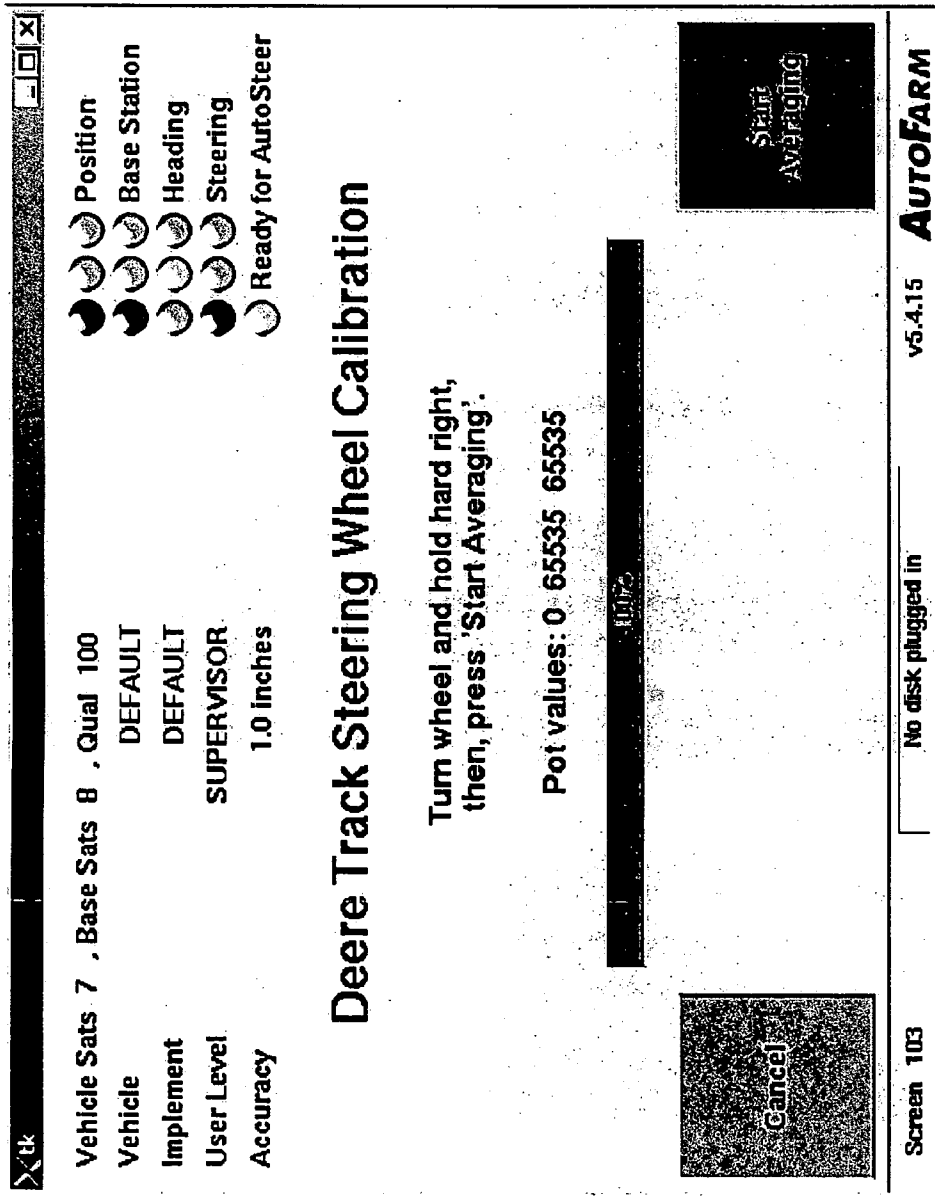 tk
Vehicle Sats 7 , Base Sats 8 , Qual 100
Position
Vehicle DEFAULT
Base Station
Implement DEFAULT
Heading
User Level SUPERVISOR
Steering
Accuracy 1.0 inches
Ready for AutoSteer
Deere Track Steering Wheel Calibration
Turn wheel and hold hard right,
then, press 'Start Averaging'.
Pot values: 0 65535 65535
Cancel
Start
Averaging
Screen 103
No disk plugged in
v5.4.15
AUTOFARM